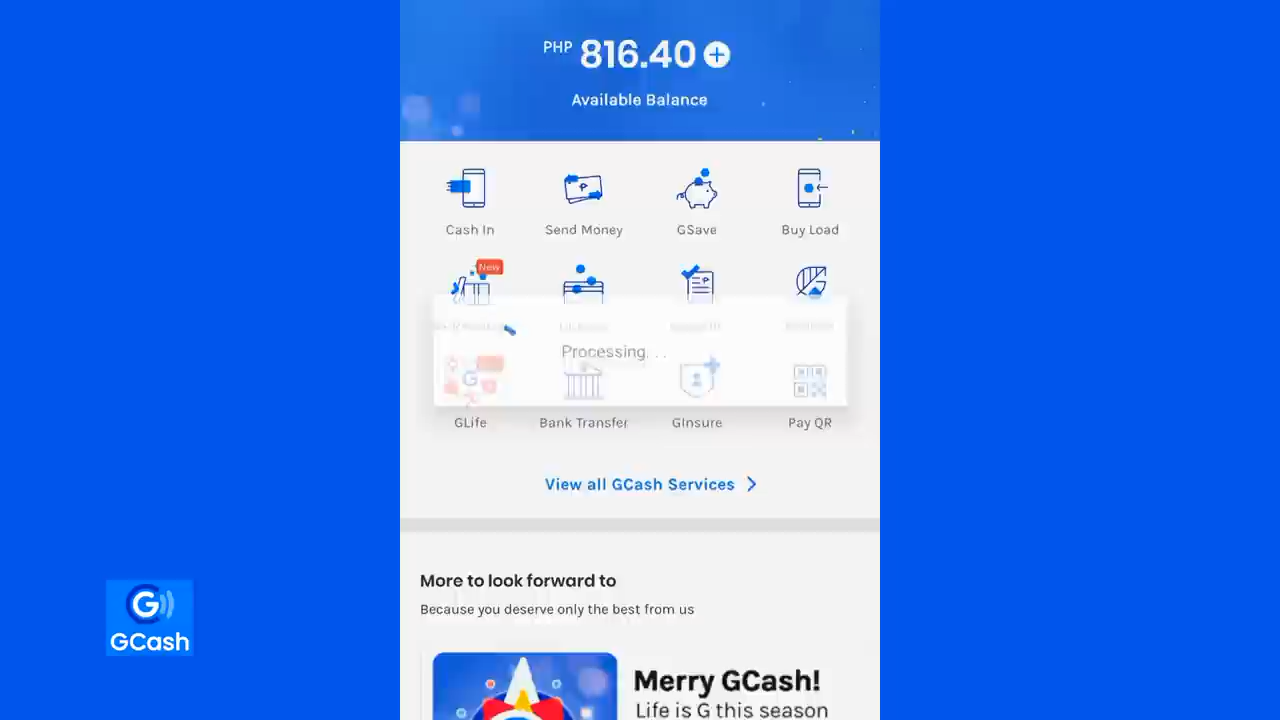 PHP 816.40
Available Balance
Cash In
Send Money
GSave
Buy Load
New
Processing. . .
G
GLife
Bank Transfer
GInsure
Pay QR
View all GCash Services
More to look forward to
Because you deserve only the best from us
Merry GCash!
Life is G this season
G
GCash